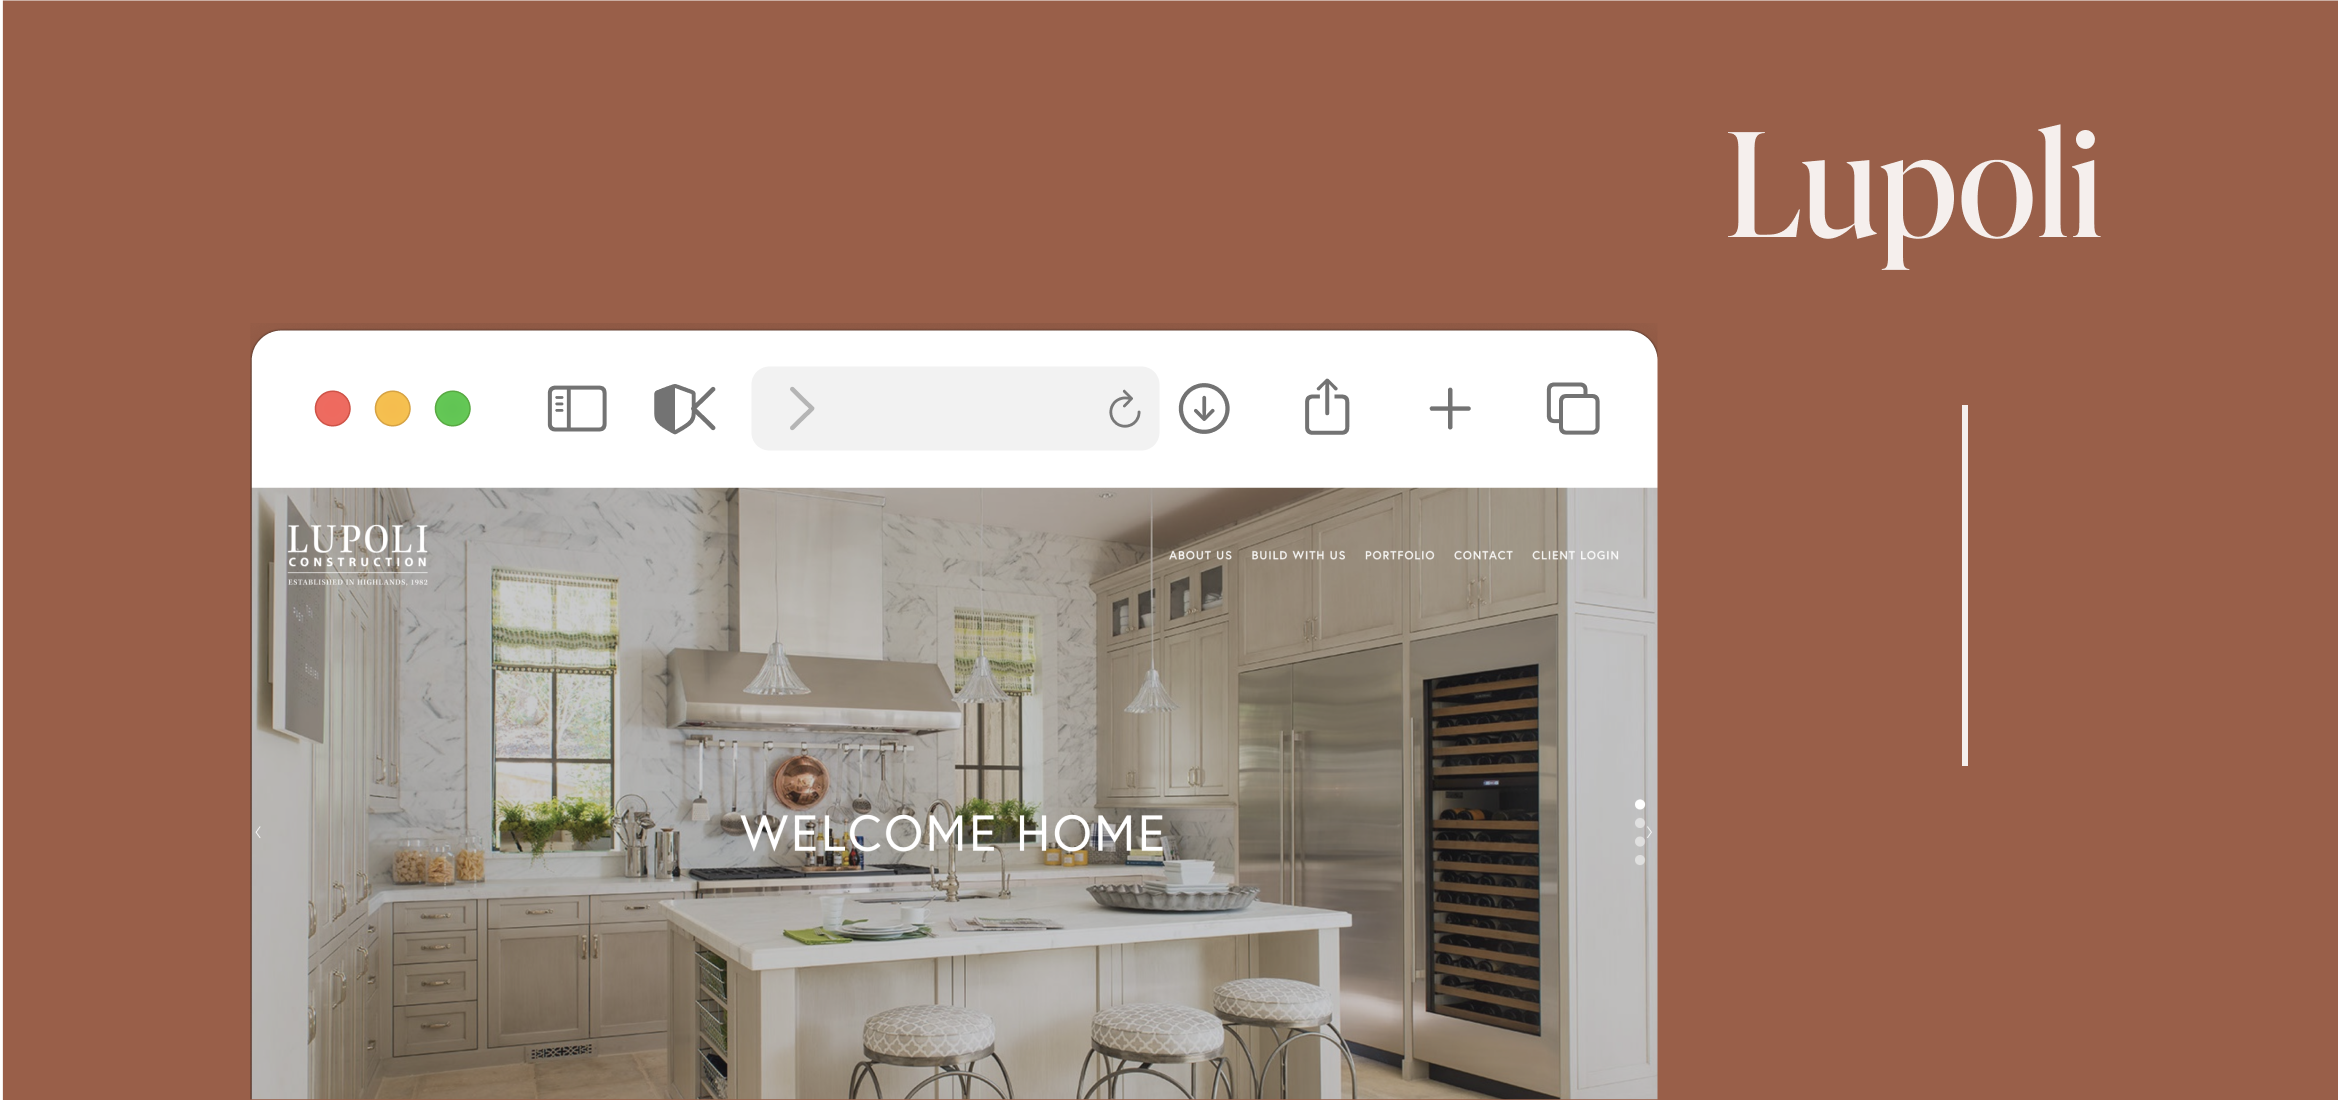 Lupoli
LUPOLI
CONSTRUCTION
ESTABLISHED IN HIGHLANDS, 1982
ABOUT US BUILD WITH US PORTFOLIO CONTACT CLIENT LOGIN
WELCOME HOME